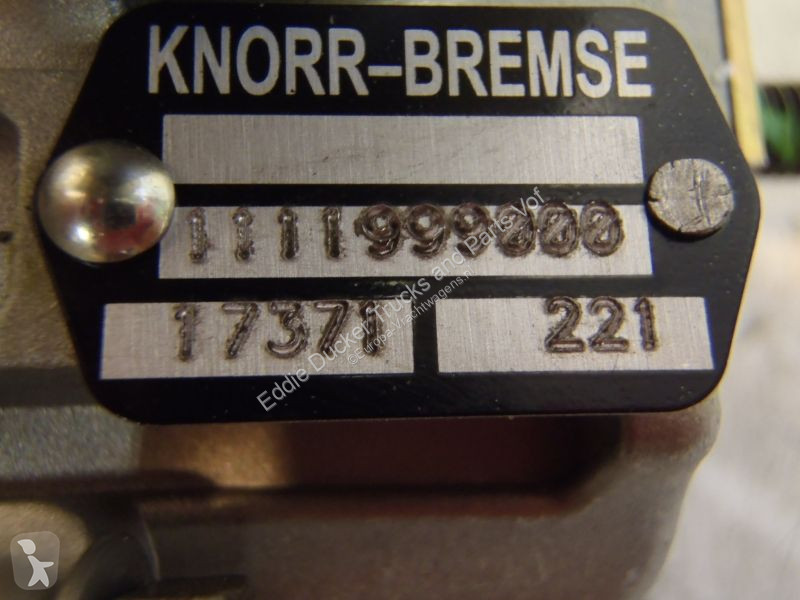 KNORR-BREMSE
1111999000
17371 221
Eddie Ducker Trucks and Parts Vof